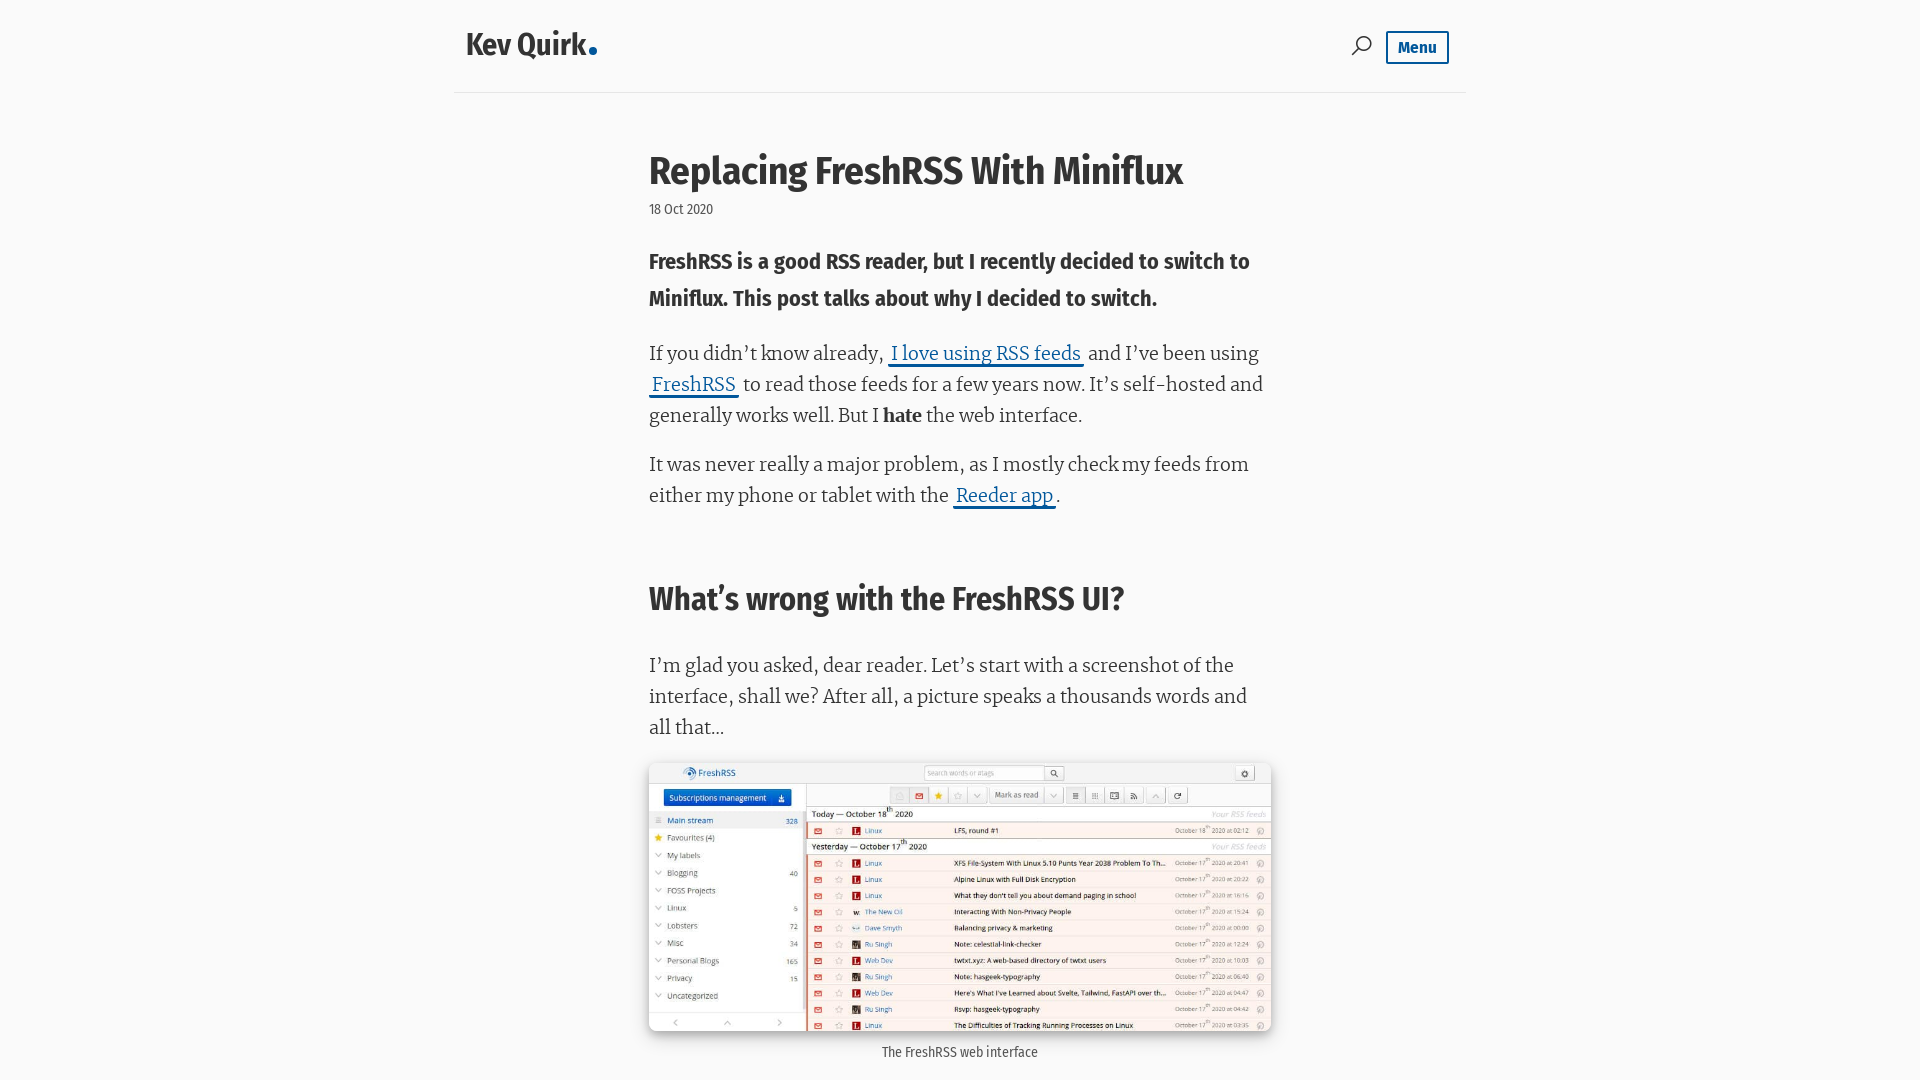 Kev Quirk.
Menu
Replacing FreshRSS With Miniflux
18 Oct 2020
FreshRSS is a good RSS reader, but I recently decided to switch to
Miniflux. This post talks about why I decided to switch.
If you didn’t know already, I love using RSS feeds and I’ve been using
FreshRSS to read those feeds for a few years now. It’s self-hosted and
generally works well. But I hate the web interface.
It was never really a major problem, as I mostly check my feeds from
either my phone or tablet with the Reeder app.
What’s wrong with the FreshRSS UI?
I’m glad you asked, dear reader. Let’s start with a screenshot of the
interface, shall we? After all, a picture speaks a thousands words and
all that…
FreshRSS
Search words or #tags
Subscriptions management
Mark as read
Main stream 328
Favourites (4)
My labels
Blogging 40
FOSS Projects
Linux 5
Lobsters 72
Misc 34
Personal Blogs 165
Privacy 15
Uncategorized
Today — October 18th 2020 Your RSS feeds
Linux LFS, round #1 October 18th 2020 at 02:12
Yesterday — October 17th 2020 Your RSS feeds
Linux XFS File-System With Linux 5.10 Punts Year 2038 Problem To Th... October 17th 2020 at 20:41
Linux Alpine Linux with Full Disk Encryption October 17th 2020 at 20:22
Linux What they don't tell you about demand paging in school October 17th 2020 at 16:16
The New Oil Interacting With Non-Privacy People October 17th 2020 at 15:24
Dave Smyth Balancing privacy & marketing October 17th 2020 at 00:00
Ru Singh Note: celestial-link-checker October 17th 2020 at 12:24
Web Dev twtxt.xyz: A web-based directory of twtxt users October 17th 2020 at 10:03
Ru Singh Note: hasgeek-typography October 17th 2020 at 06:40
Web Dev Here's What I've Learned about Svelte, Tailwind, FastAPI over th... October 17th 2020 at 04:47
Ru Singh Rsvp: hasgeek-typography October 17th 2020 at 04:42
Linux The Difficulties of Tracking Running Processes on Linux October 17th 2020 at 03:35
The FreshRSS web interface